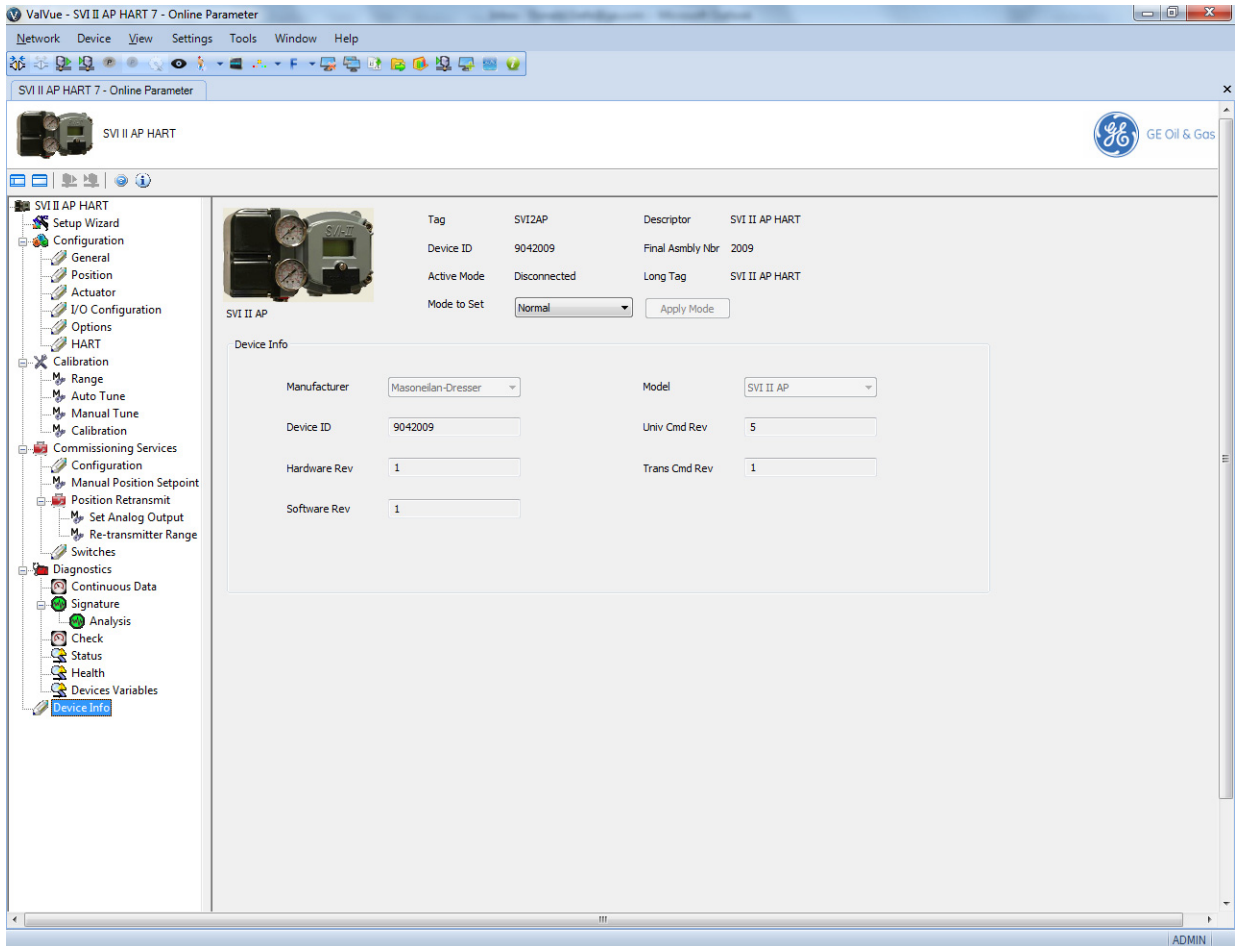 ValVue - SVI II AP HART 7 - Online Parameter
Network Device View Settings Tools Window Help
SVI II AP HART 7 - Online Parameter
SVI II AP HART
GE Oil & Gas
SVI II AP HART
Setup Wizard
Configuration
General
Position
Actuator
I/O Configuration
Options
HART
Calibration
Range
Auto Tune
Manual Tune
Calibration
Commissioning Services
Configuration
Manual Position Setpoint
Position Retransmit
Set Analog Output
Re-transmitter Range
Switches
Diagnostics
Continuous Data
Signature
Analysis
Check
Status
Health
Devices Variables
Device Info
SVI-II
SVI II AP
Tag SVI2AP Descriptor SVI II AP HART
Device ID 9042009 Final Asmbly Nbr 2009
Active Mode Disconnected Long Tag SVI II AP HART
Mode to Set Normal Apply Mode
Device Info
Manufacturer Masoneilan-Dresser Model SVI II AP
Device ID 9042009 Univ Cmd Rev 5
Hardware Rev 1 Trans Cmd Rev 1
Software Rev 1
ADMIN